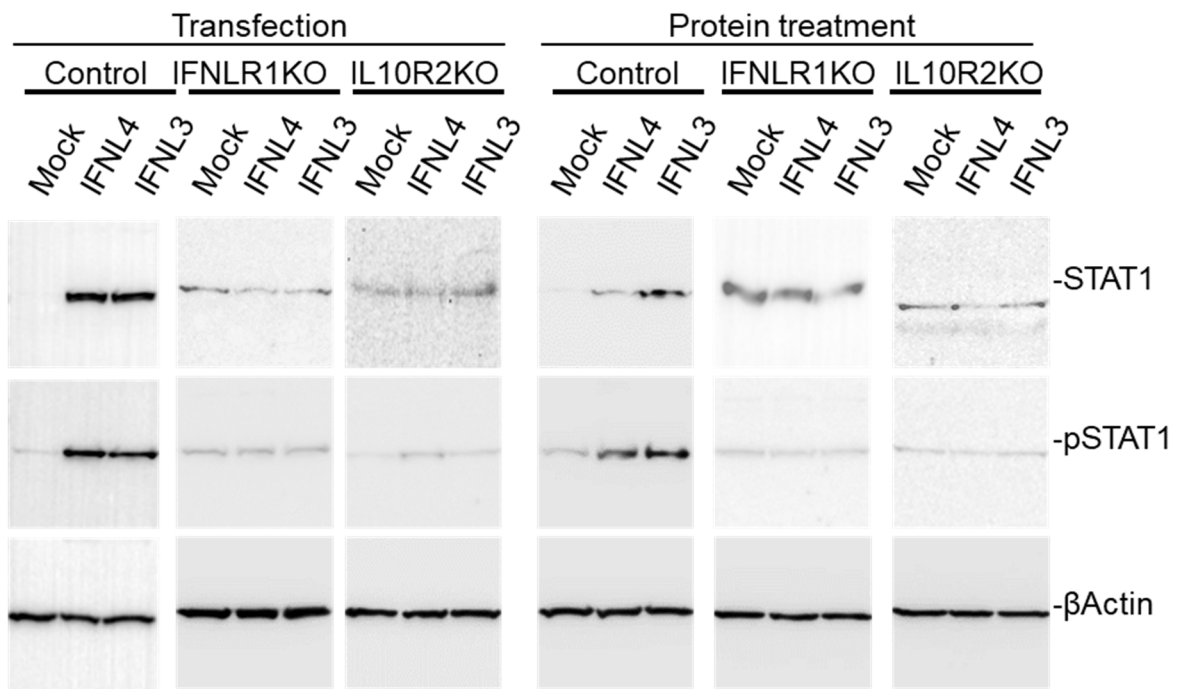 Transfection Protein treatment
Control IFNLR1KO IL10R2KO Control IFNLR1KO IL10R2KO
Mock IFNL4 IFNL3 Mock IFNL4 IFNL3 Mock IFNL4 IFNL3 Mock IFNL4 IFNL3 Mock IFNL4 IFNL3 Mock IFNL4 IFNL3
-STAT1
-pSTAT1
-βActin